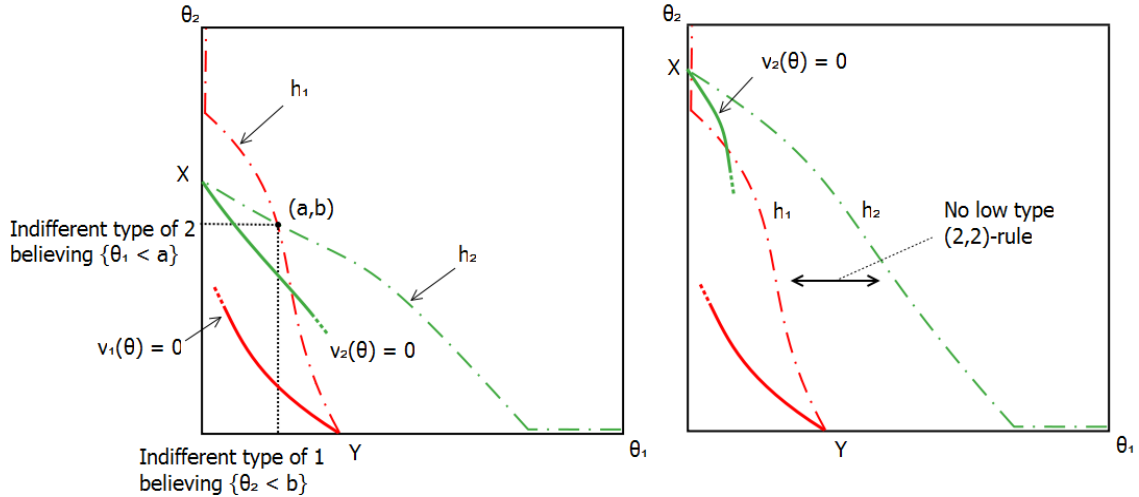 θ₂
h₁
X
(a,b)
Indifferent type of 2
believing {θ₁ < a}
h₂
v₁(θ) = 0
v₂(θ) = 0
Y
θ₁
Indifferent type of 1
believing {θ₂ < b}
θ₂
X
v₂(θ) = 0
h₁
h₂
No low type
(2,2)-rule
Y
θ₁